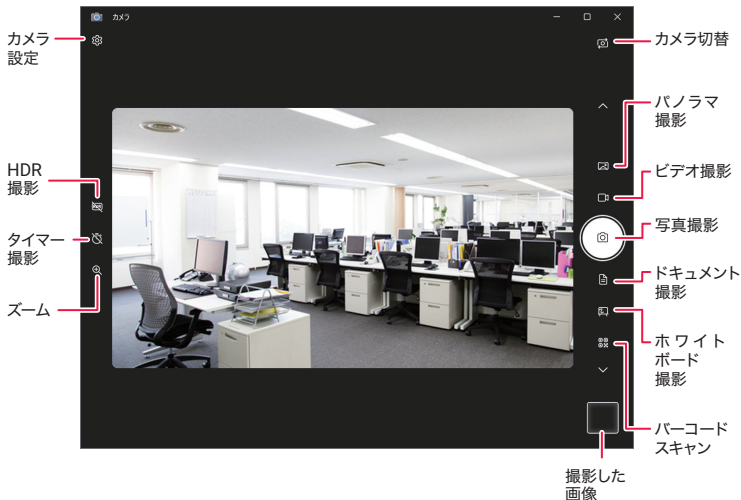 カメラ
カメラ
設定
カメラ切替
パノラマ
撮影
HDR
撮影
ビデオ撮影
タイマー
撮影
写真撮影
ズーム
ドキュメント
撮影
ホワイト
ボード
撮影
バーコード
スキャン
撮影した
画像